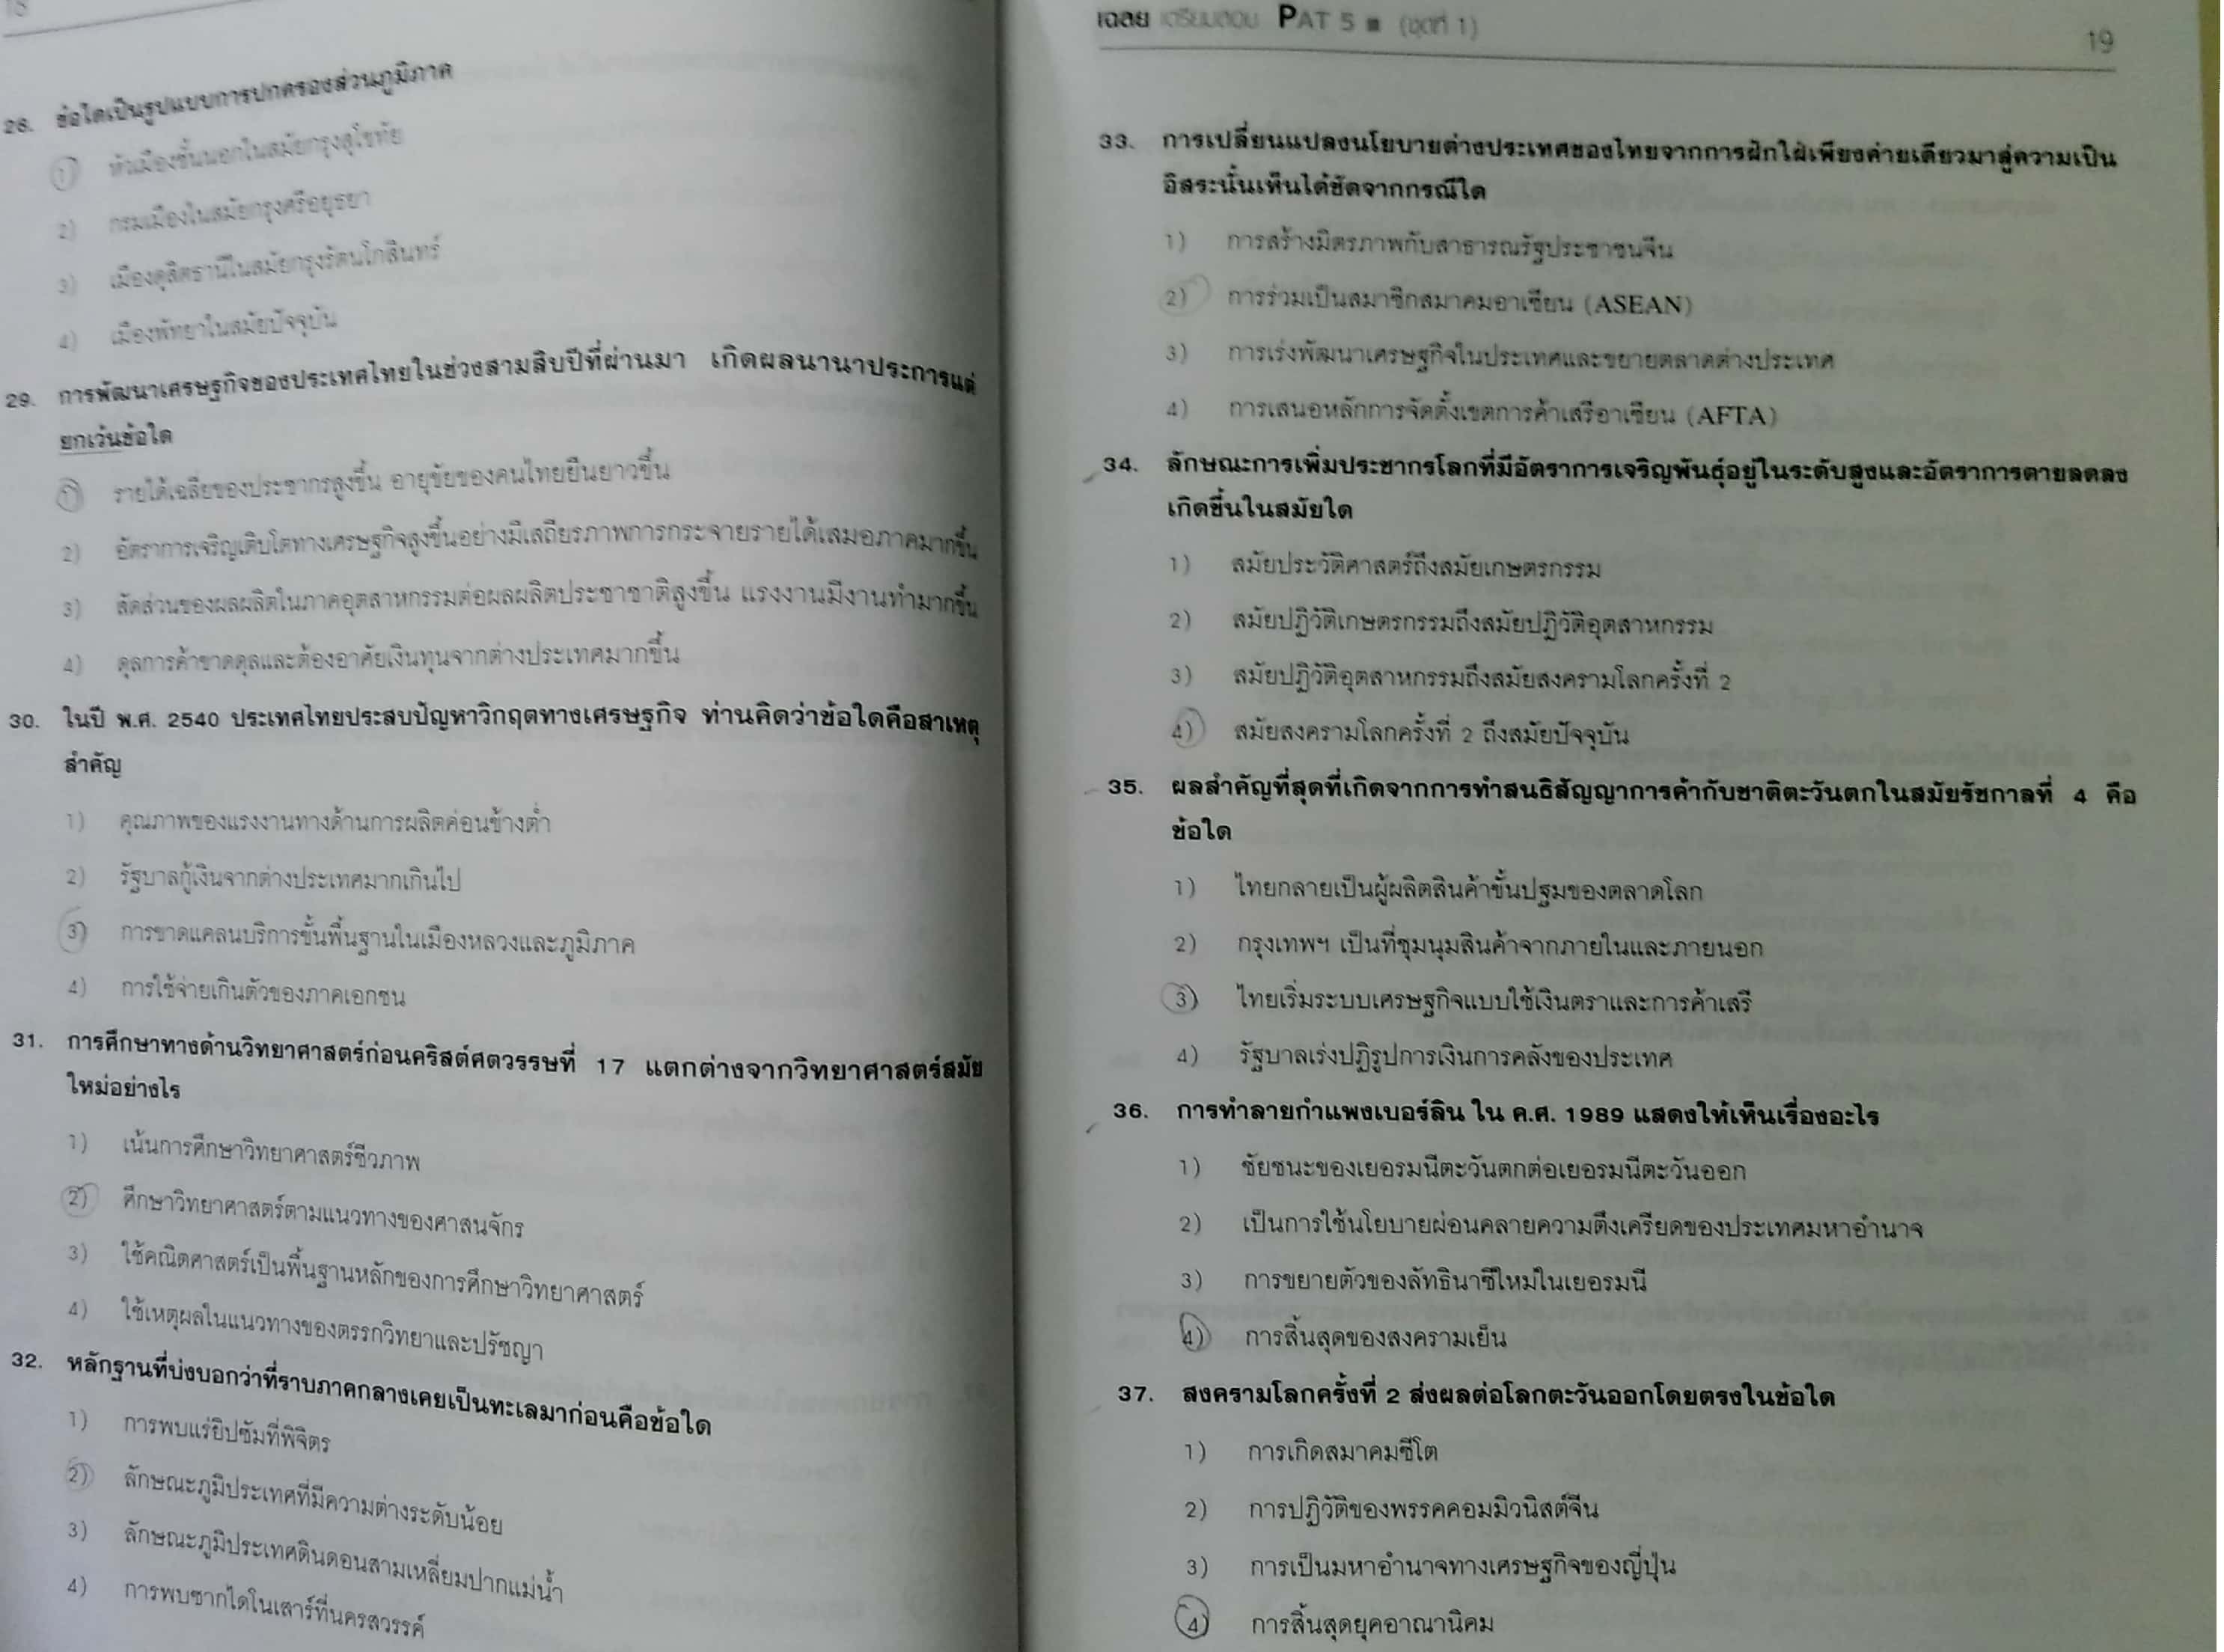 18
28. ข้อใดเป็นรูปแบบการปกครองส่วนภูมิภาค
1) หัวเมืองชั้นนอกในสมัยกรุงสุโขทัย
2) กรมเมืองในสมัยกรุงศรีอยุธยา
3) เมืองดุสิตธานีในสมัยกรุงรัตนโกสินทร์
4) เมืองพัทยาในสมัยปัจจุบัน
29. การพัฒนาเศรษฐกิจของประเทศไทยในช่วงสามสิบปีที่ผ่านมา เกิดผลนานาประการแต่
ยกเว้นข้อใด
1) รายได้เฉลี่ยของประชากรสูงขึ้น อายุขัยของคนไทยยืนยาวขึ้น
2) อัตราการเจริญเติบโตทางเศรษฐกิจสูงขึ้นอย่างมีเสถียรภาพการกระจายรายได้เสมอภาคมากขึ้น
3) สัดส่วนของผลผลิตในภาคอุตสาหกรรมต่อผลผลิตประชาชาติสูงขึ้น แรงงานมีงานทำมากขึ้น
4) ดุลการค้าขาดดุลและต้องอาศัยเงินทุนจากต่างประเทศมากขึ้น
30. ในปี พ.ศ. 2540 ประเทศไทยประสบปัญหาวิกฤตทางเศรษฐกิจ ท่านคิดว่าข้อใดคือสาเหตุ
สำคัญ
1) คุณภาพของแรงงานทางด้านการผลิตค่อนข้างต่ำ
2) รัฐบาลกู้เงินจากต่างประเทศมากเกินไป
3) การขาดแคลนบริการขั้นพื้นฐานในเมืองหลวงและภูมิภาค
4) การใช้จ่ายเกินตัวของภาคเอกชน
31. การศึกษาทางด้านวิทยาศาสตร์ก่อนคริสต์ศตวรรษที่ 17 แตกต่างจากวิทยาศาสตร์สมัย
ใหม่อย่างไร
1) เน้นการศึกษาวิทยาศาสตร์ชีวภาพ
2) ศึกษาวิทยาศาสตร์ตามแนวทางของศาสนจักร
3) ใช้คณิตศาสตร์เป็นพื้นฐานหลักของการศึกษาวิทยาศาสตร์
4) ใช้เหตุผลในแนวทางของตรรกวิทยาและปรัชญา
32. หลักฐานที่บ่งบอกว่าที่ราบภาคกลางเคยเป็นทะเลมาก่อนคือข้อใด
1) การพบแร่ยิปซัมที่พิจิตร
2) ลักษณะภูมิประเทศที่มีความต่างระดับน้อย
3) ลักษณะภูมิประเทศดินดอนสามเหลี่ยมปากแม่น้ำ
4) การพบซากไดโนเสาร์ที่นครสวรรค์
เฉลย เตรียมสอบ PAT 5 ■ (ชุดที่ 1) 19
33. การเปลี่ยนแปลงนโยบายต่างประเทศของไทยจากการฝักใฝ่เพียงค่ายเดียวมาสู่ความเป็น
อิสระนั้นเห็นได้ชัดจากกรณีใด
1) การสร้างมิตรภาพกับสาธารณรัฐประชาชนจีน
2) การร่วมเป็นสมาชิกสมาคมอาเซียน (ASEAN)
3) การเร่งพัฒนาเศรษฐกิจในประเทศและขยายตลาดต่างประเทศ
4) การเสนอหลักการจัดตั้งเขตการค้าเสรีอาเซียน (AFTA)
34. ลักษณะการเพิ่มประชากรโลกที่มีอัตราการเจริญพันธุ์อยู่ในระดับสูงและอัตราการตายลดลง
เกิดขึ้นในสมัยใด
1) สมัยประวัติศาสตร์ถึงสมัยเกษตรกรรม
2) สมัยปฏิวัติเกษตรกรรมถึงสมัยปฏิวัติอุตสาหกรรม
3) สมัยปฏิวัติอุตสาหกรรมถึงสมัยสงครามโลกครั้งที่ 2
4) สมัยสงครามโลกครั้งที่ 2 ถึงสมัยปัจจุบัน
35. ผลสำคัญที่สุดที่เกิดจากการทำสนธิสัญญาการค้ากับชาติตะวันตกในสมัยรัชกาลที่ 4 คือ
ข้อใด
1) ไทยกลายเป็นผู้ผลิตสินค้าขั้นปฐมของตลาดโลก
2) กรุงเทพฯ เป็นที่ชุมนุมสินค้าจากภายในและภายนอก
3) ไทยเริ่มระบบเศรษฐกิจแบบใช้เงินตราและการค้าเสรี
4) รัฐบาลเร่งปฏิรูปการเงินการคลังของประเทศ
36. การทำลายกำแพงเบอร์ลิน ใน ค.ศ. 1989 แสดงให้เห็นเรื่องอะไร
1) ชัยชนะของเยอรมนีตะวันตกต่อเยอรมนีตะวันออก
2) เป็นการใช้นโยบายผ่อนคลายความตึงเครียดของประเทศมหาอำนาจ
3) การขยายตัวของลัทธินาซีใหม่ในเยอรมนี
4) การสิ้นสุดของสงครามเย็น
37. สงครามโลกครั้งที่ 2 ส่งผลต่อโลกตะวันออกโดยตรงในข้อใด
1) การเกิดสมาคมซีโต
2) การปฏิวัติของพรรคคอมมิวนิสต์จีน
3) การเป็นมหาอำนาจทางเศรษฐกิจของญี่ปุ่น
4) การสิ้นสุดยุคอาณานิคม